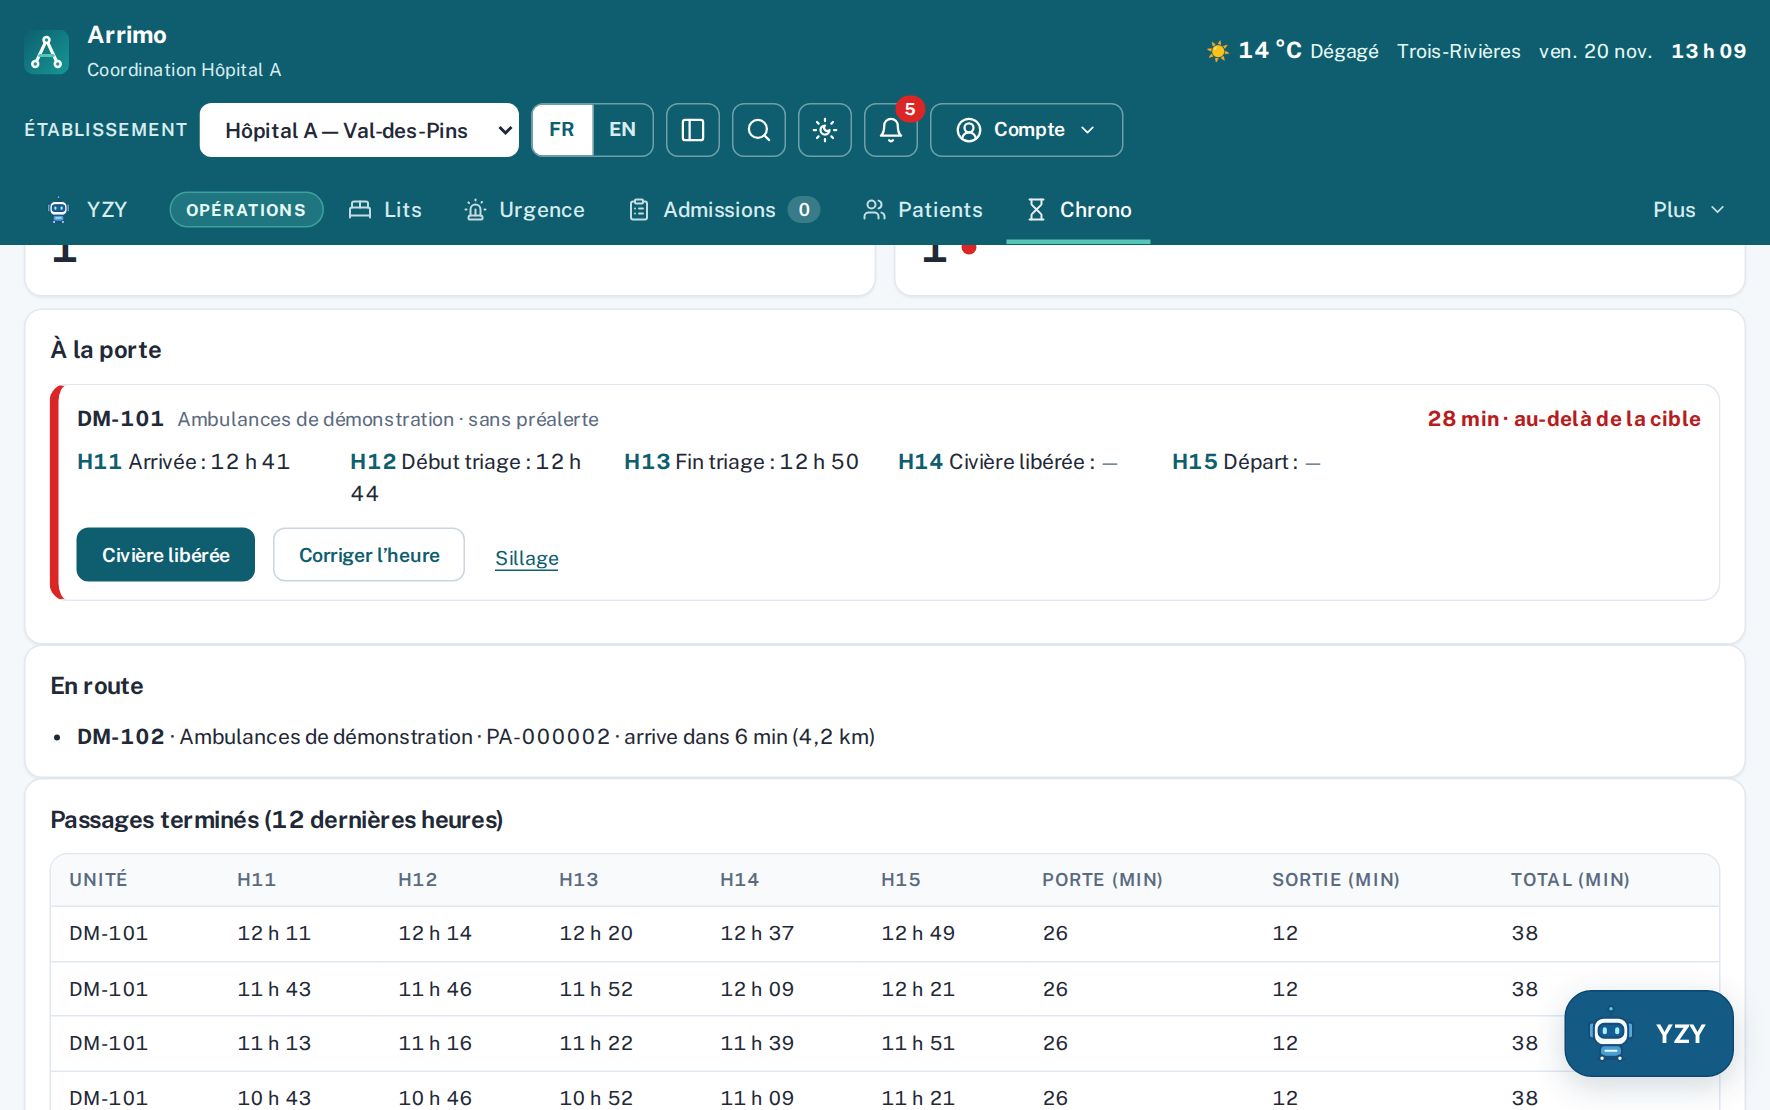 Arrimo
Coordination Hôpital A
14 °C Dégagé Trois-Rivières ven. 20 nov. 13 h 09
ÉTABLISSEMENT Hôpital A — Val-des-Pins FR EN 5 Compte
YZY OPÉRATIONS Lits Urgence Admissions 0 Patients Chrono Plus
1 1
À la porte
DM-101 Ambulances de démonstration · sans préalerte 28 min · au-delà de la cible
H11 Arrivée : 12 h 41 H12 Début triage : 12 h H13 Fin triage : 12 h 50 H14 Civière libérée : — H15 Départ : —
44
Civière libérée Corriger l’heure Sillage
En route
• DM-102 · Ambulances de démonstration · PA-000002 · arrive dans 6 min (4,2 km)
Passages terminés (12 dernières heures)
UNITÉ H11 H12 H13 H14 H15 PORTE (MIN) SORTIE (MIN) TOTAL (MIN)
DM-101 12 h 11 12 h 14 12 h 20 12 h 37 12 h 49 26 12 38
DM-101 11 h 43 11 h 46 11 h 52 12 h 09 12 h 21 26 12 38
DM-101 11 h 13 11 h 16 11 h 22 11 h 39 11 h 51 26 12 38
YZY
DM-101 10 h 43 10 h 46 10 h 52 11 h 09 11 h 21 26 12 38